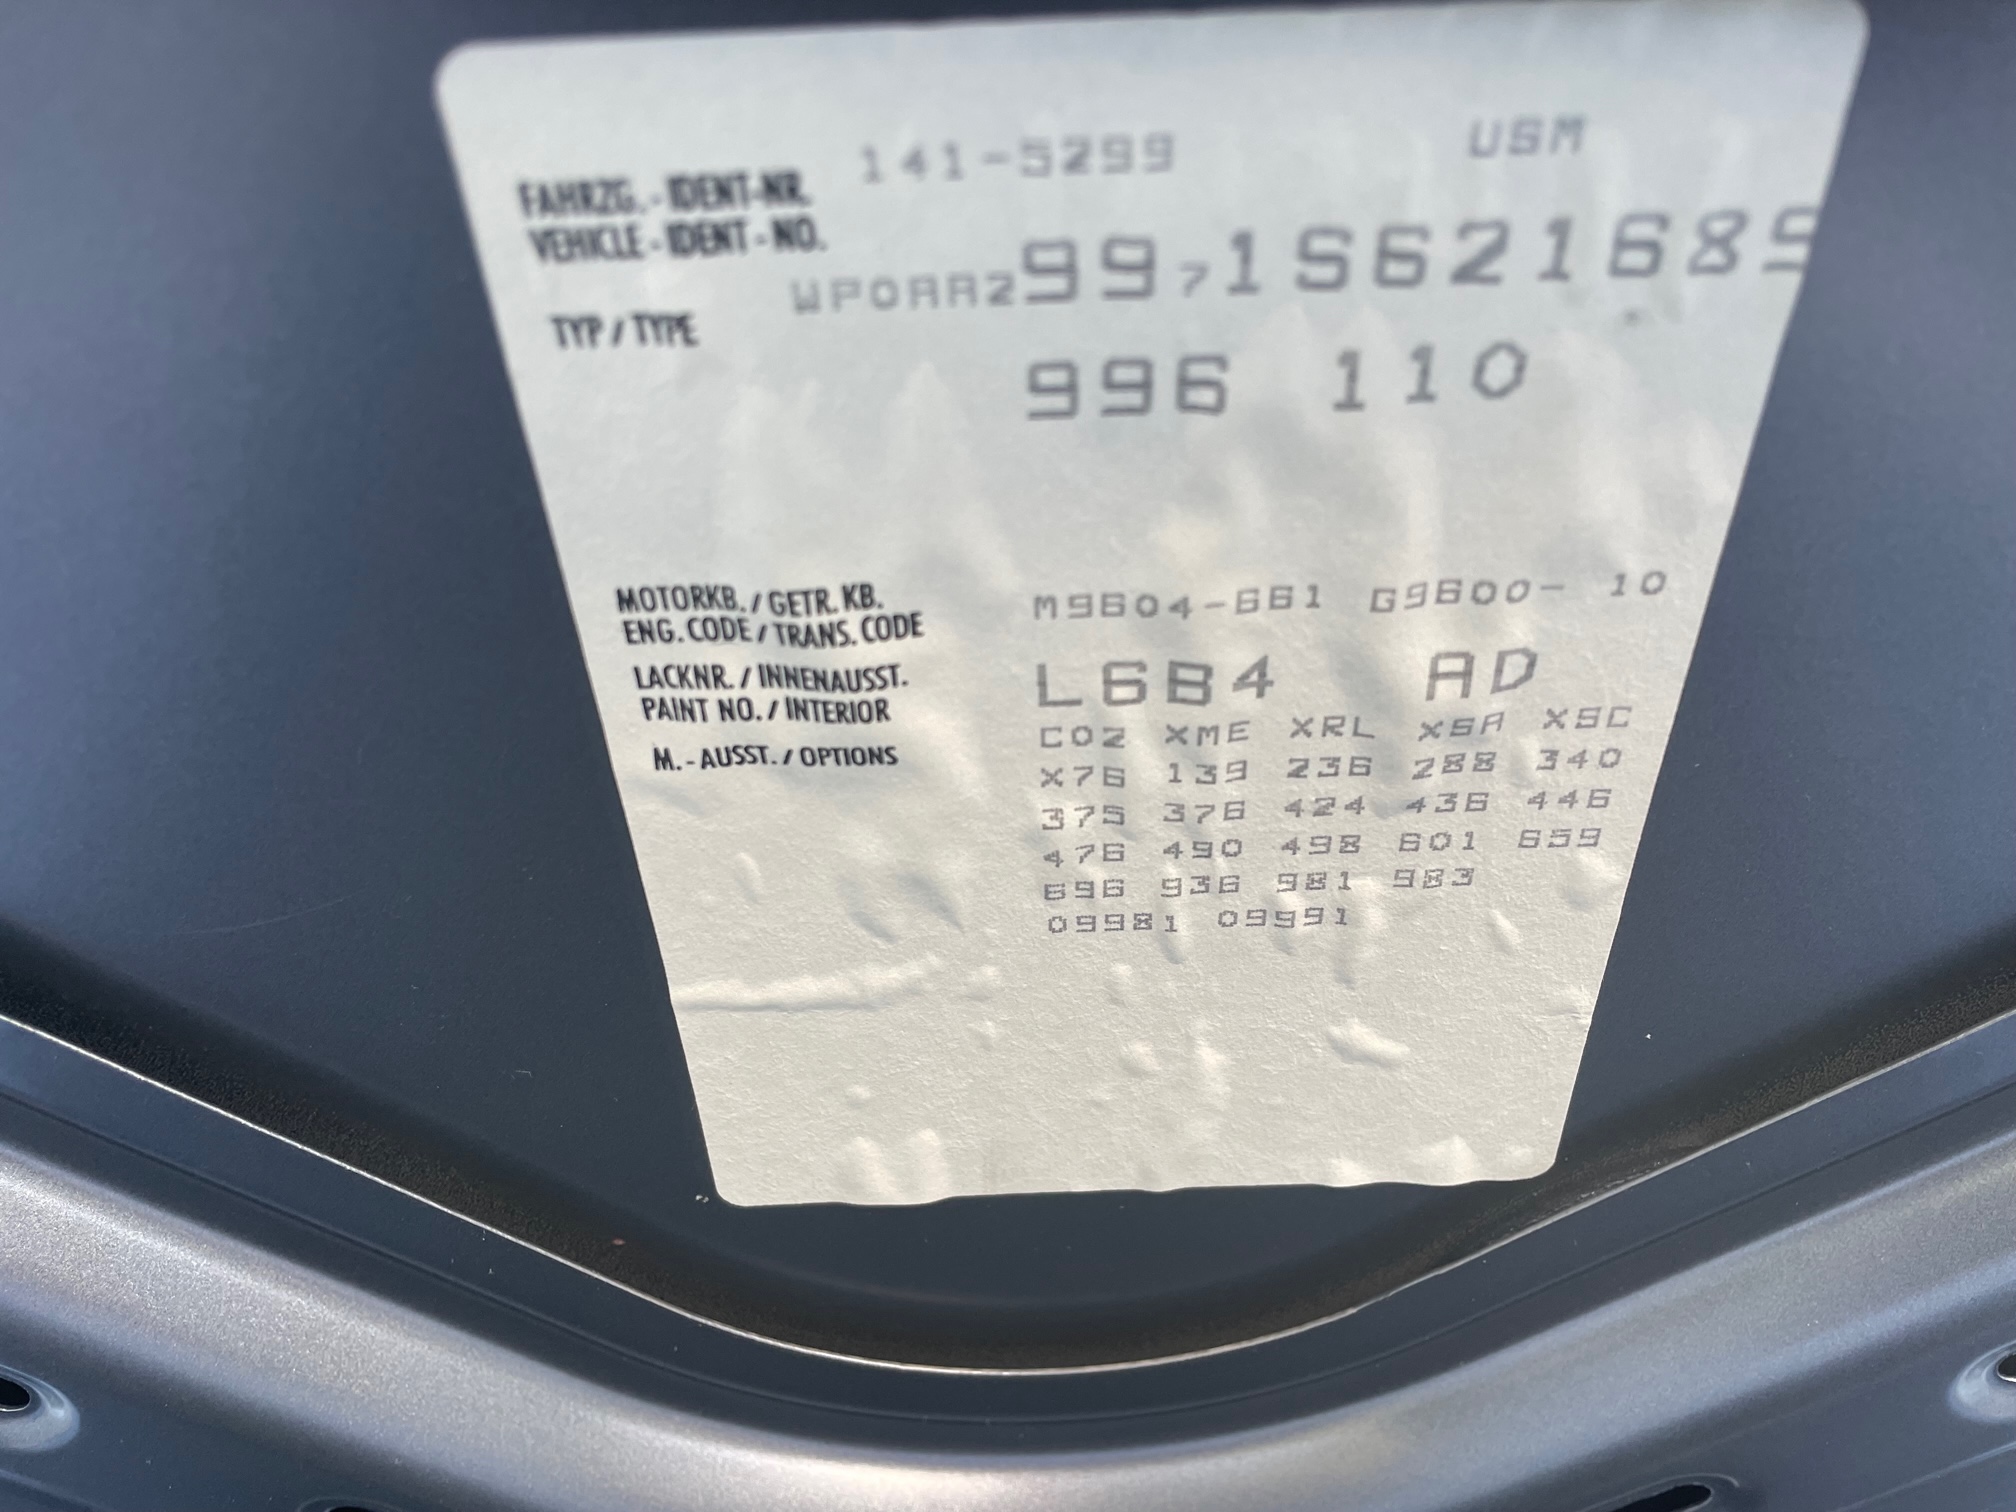 141-5299 USM
FAHRZG.-IDENT-NR.
VEHICLE-IDENT-NO.
WP0AA29971S621689
TYP / TYPE
996 110
MOTORKB. / GETR. KB.
ENG. CODE / TRANS. CODE
M9604-661 G9600- 10
LACKNR. / INNENAUSST.
PAINT NO. / INTERIOR
L6B4 AD
M.-AUSST. / OPTIONS
C02 XME XRL XSA XSC
X76 139 236 288 340
375 376 424 436 446
476 490 498 601 659
696 936 981 983
09981 09991